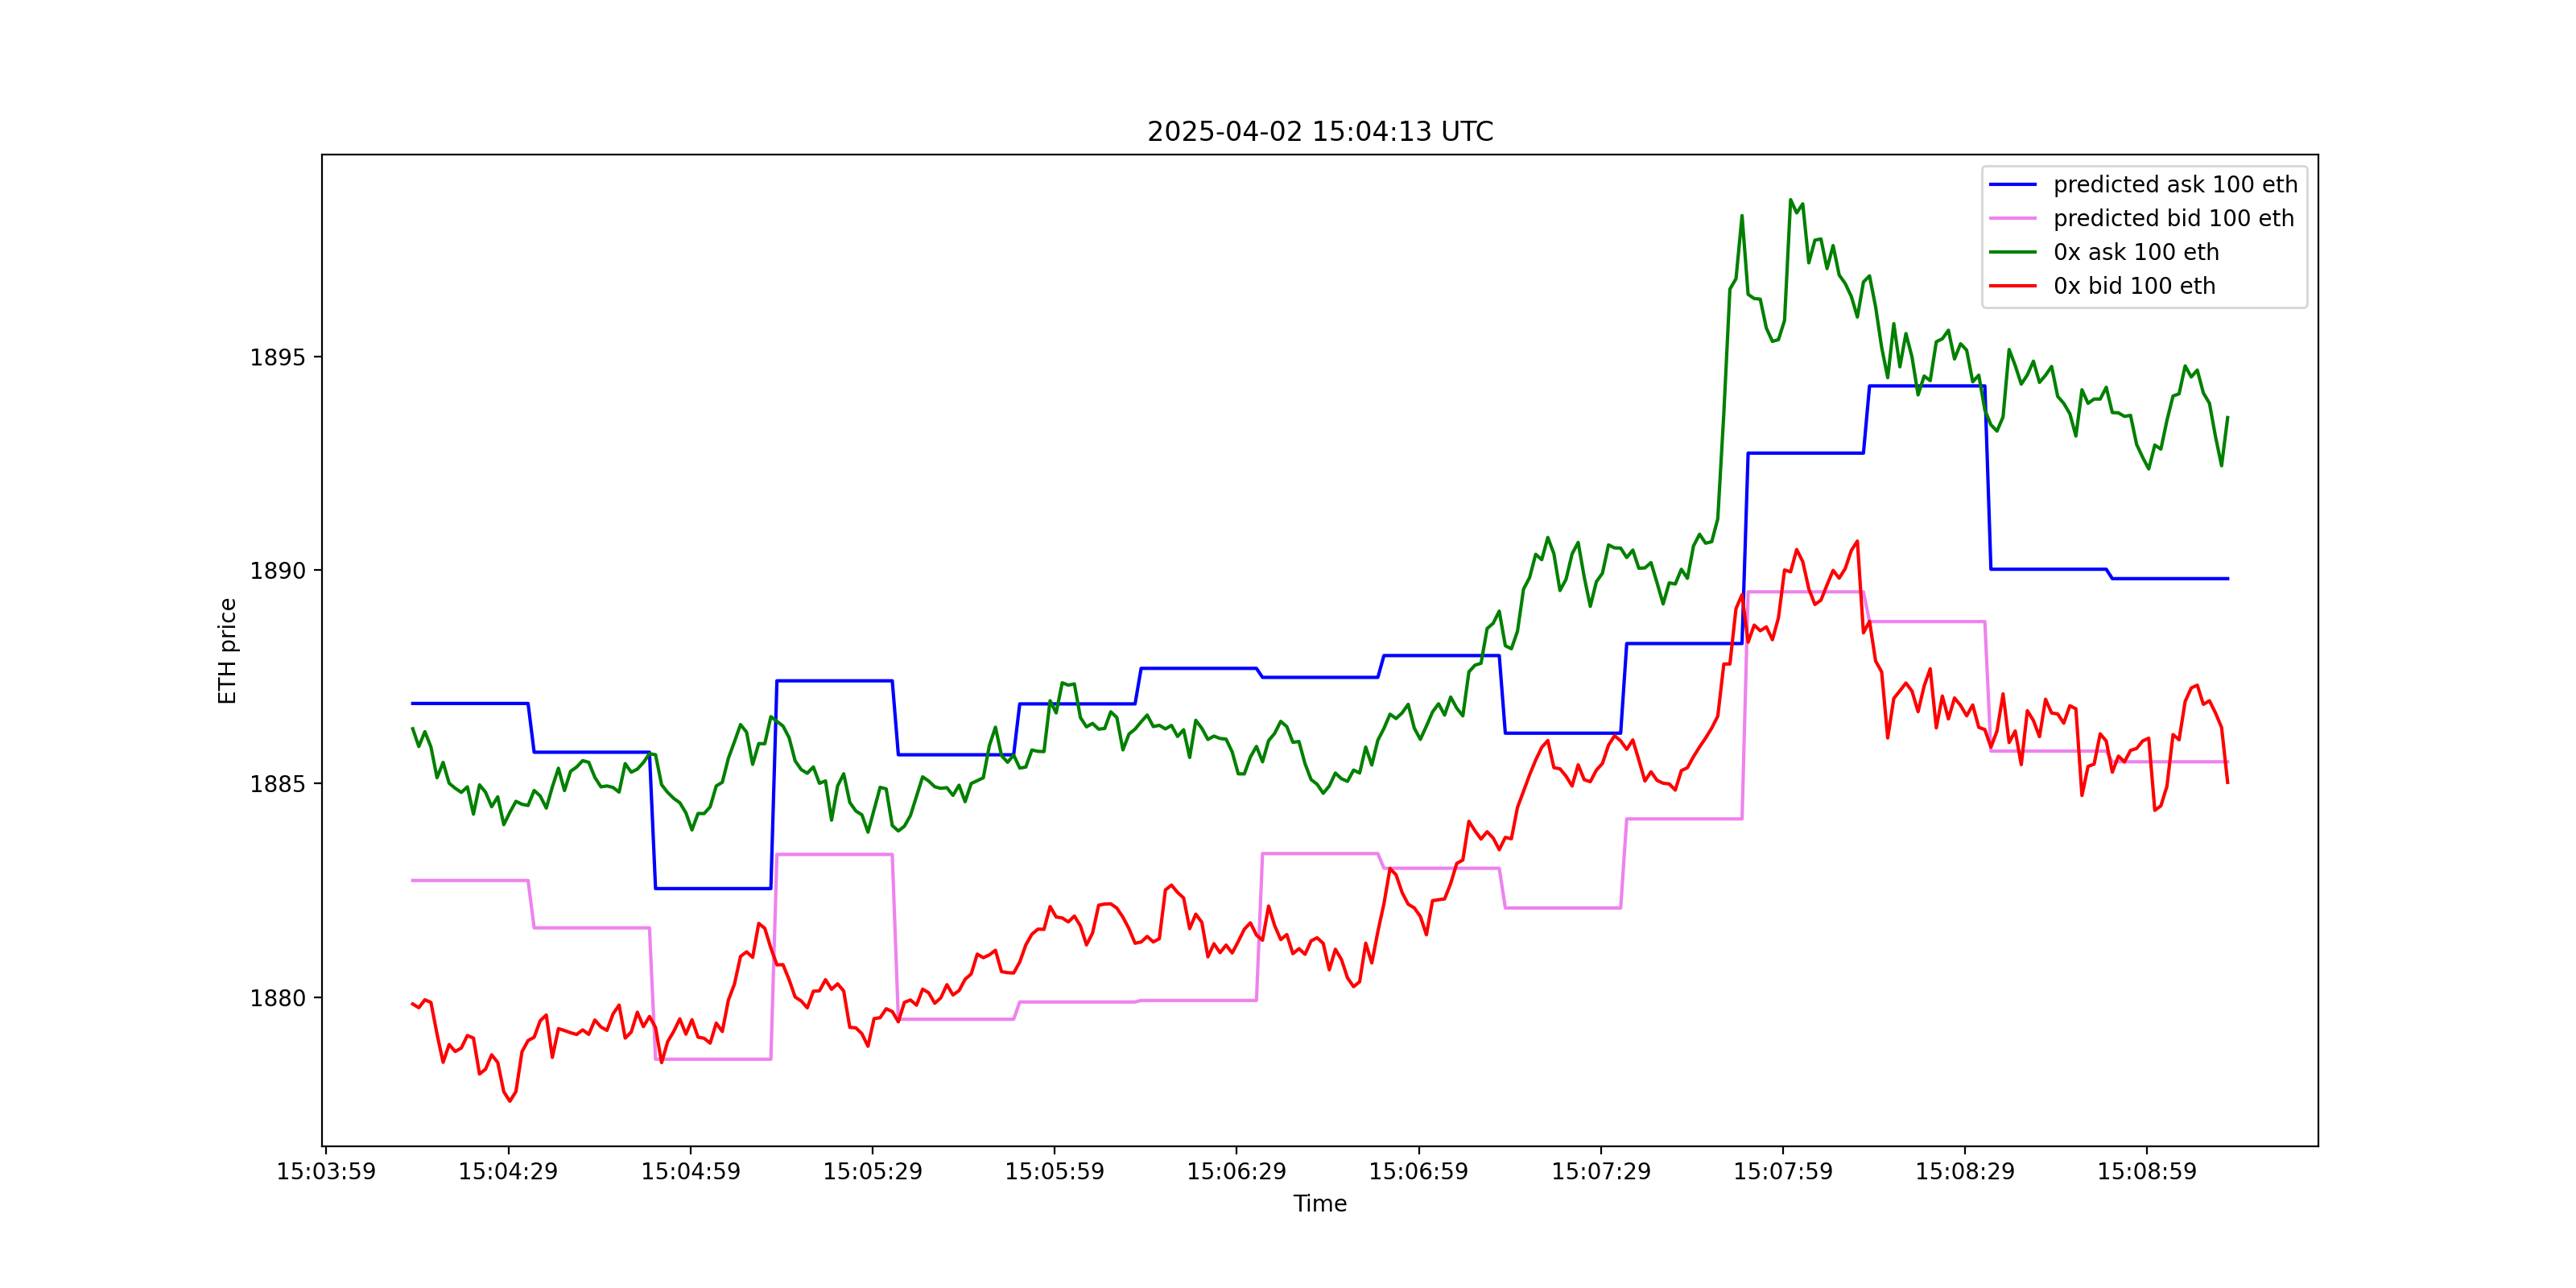 2025-04-02 15:04:13 UTC
predicted ask 100 eth
predicted bid 100 eth
0x ask 100 eth
0x bid 100 eth
1895
1890
1885
1880
ETH price
15:03:59 15:04:29 15:04:59 15:05:29 15:05:59 15:06:29 15:06:59 15:07:29 15:07:59 15:08:29 15:08:59
Time